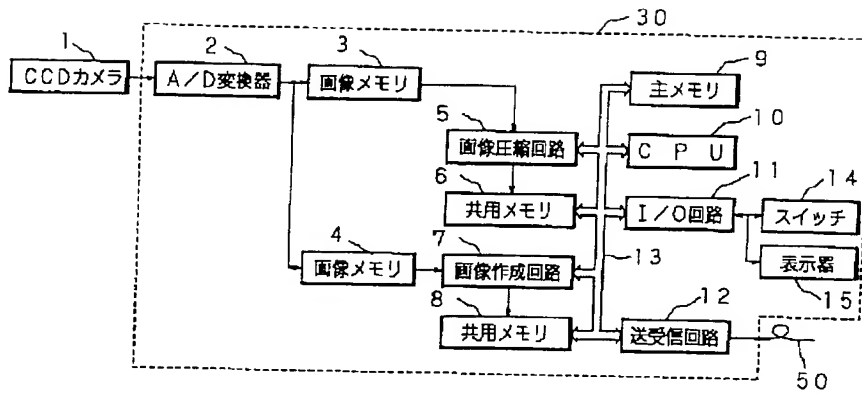 30
1
2
3
9
CCDカメラ
A/D変換器
画像メモリ
主メモリ
5
10
画像圧縮回路
C P U
6
11
14
共用メモリ
I/O回路
スイッチ
4
7
13
画像メモリ
画像作成回路
表示器
8
12
15
共用メモリ
送受信回路
50